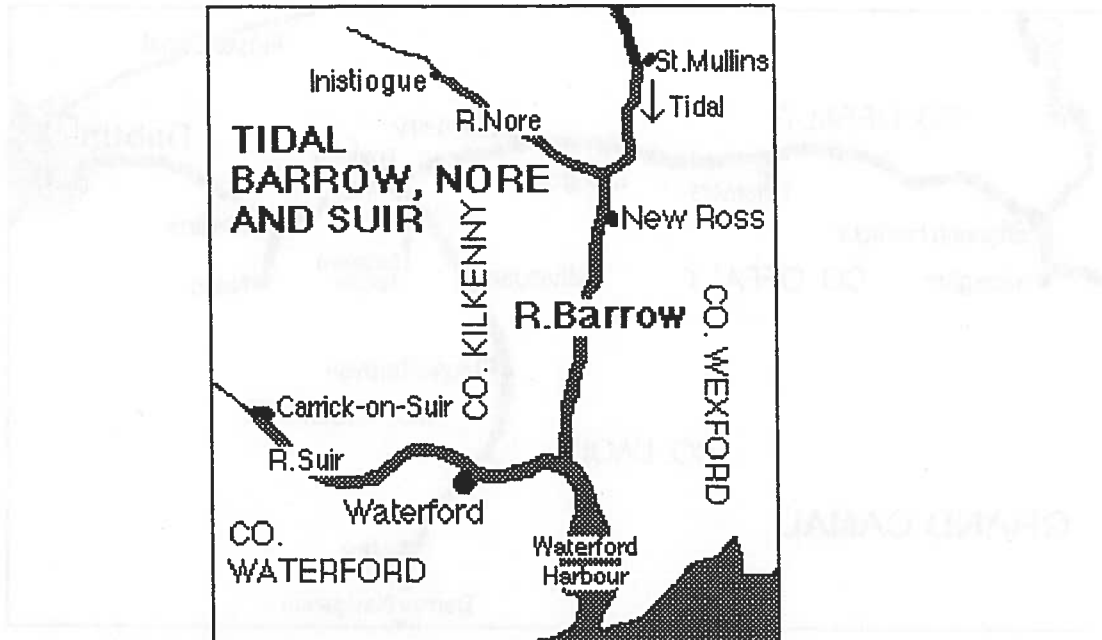 St.Mullins
Inistiogue
Tidal
R.Nore
TIDAL
BARROW, NORE
AND SUIR
New Ross
CO. KILKENNY
R.Barrow
CO. WEXFORD
Carrick-on-Suir
R.Suir
Waterford
CO.
WATERFORD
Waterford
Harbour